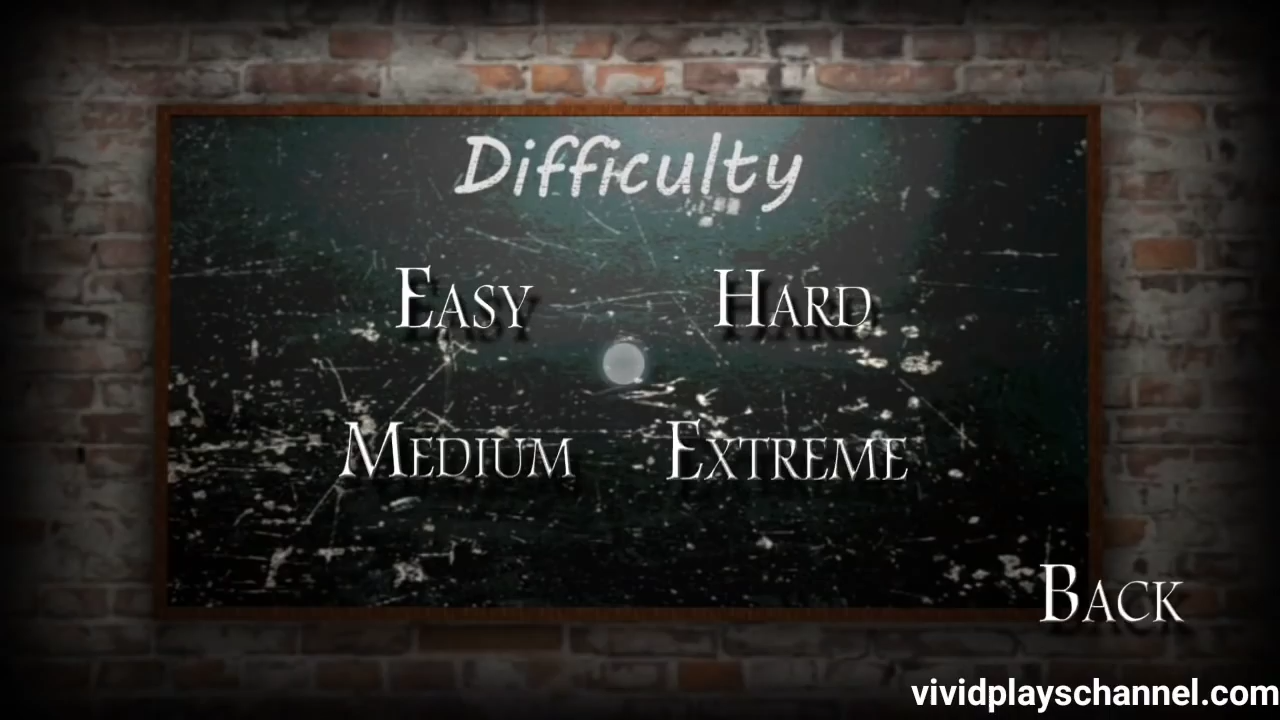 Difficulty
Easy
Hard
Medium
Extreme
Back
vividplayschannel.com